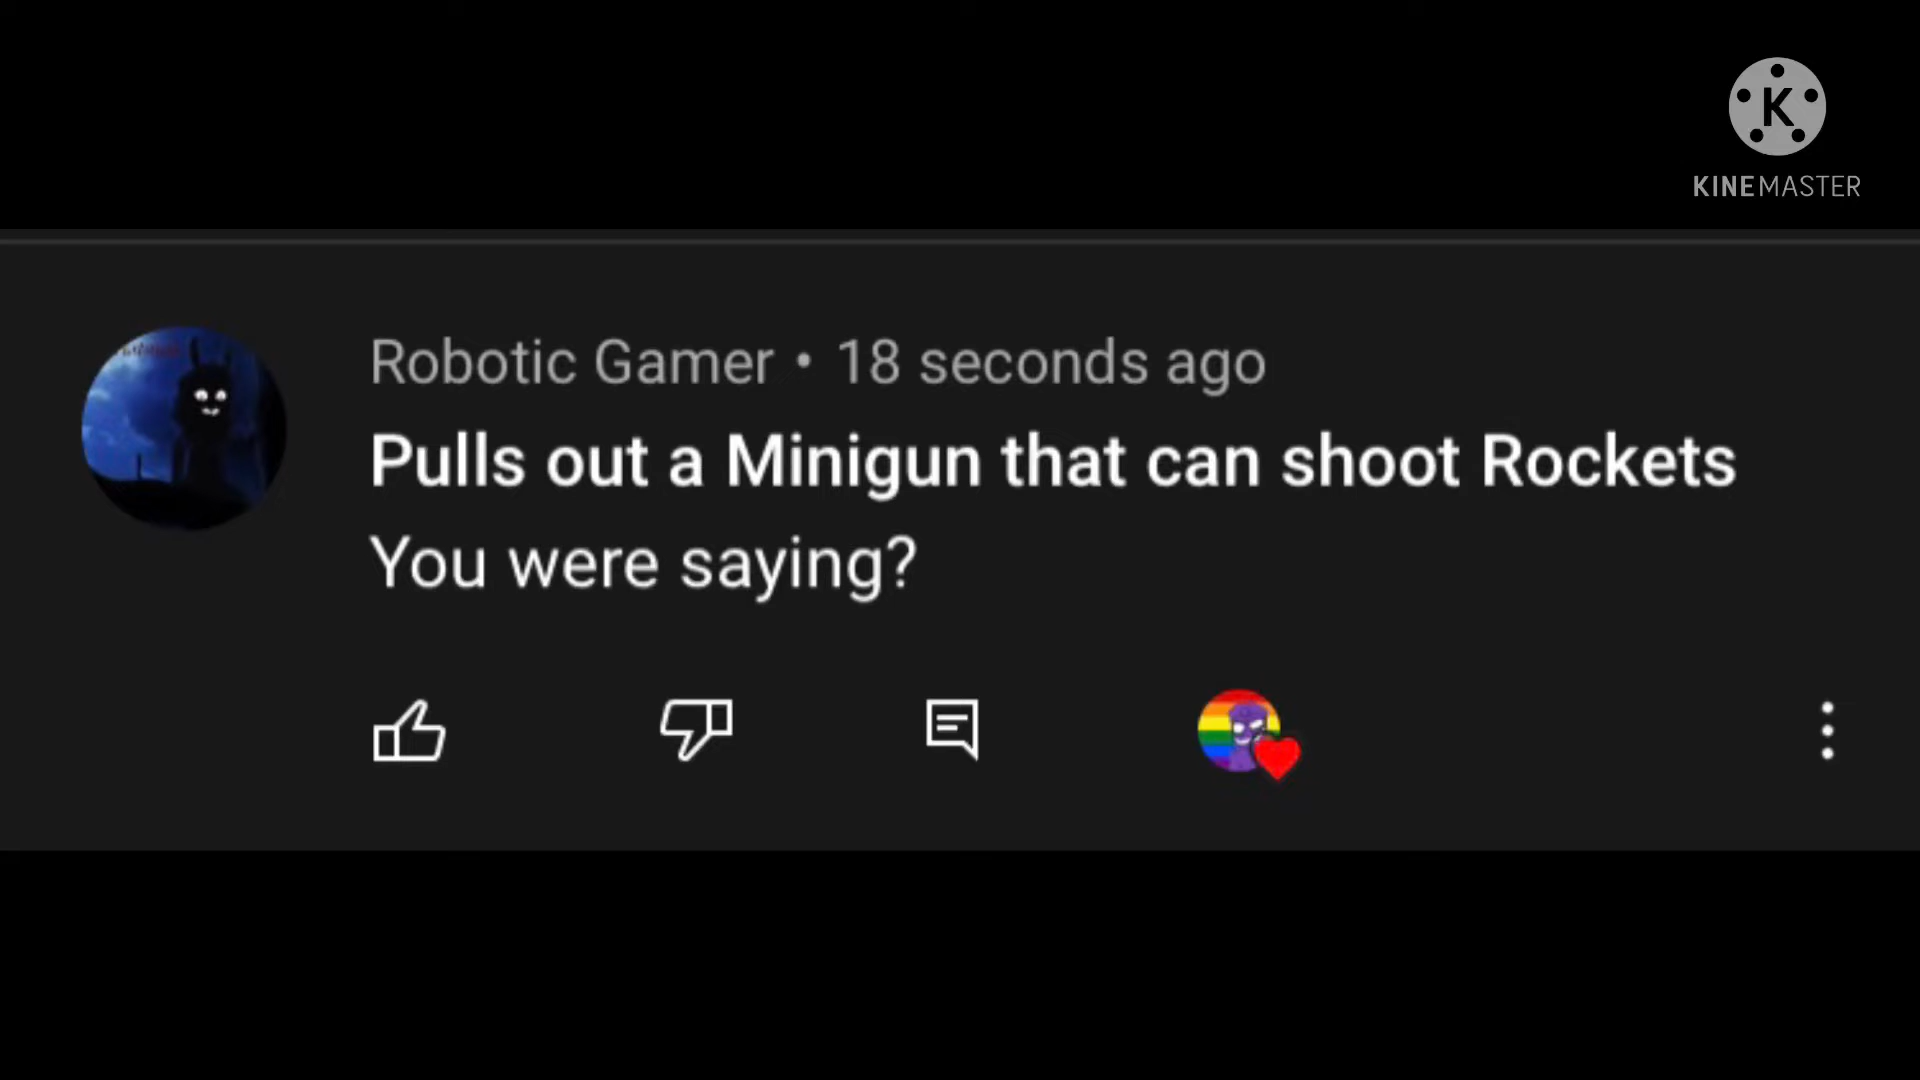 K
KINEMASTER
Robotic Gamer • 18 seconds ago
Pulls out a Minigun that can shoot Rockets
You were saying?